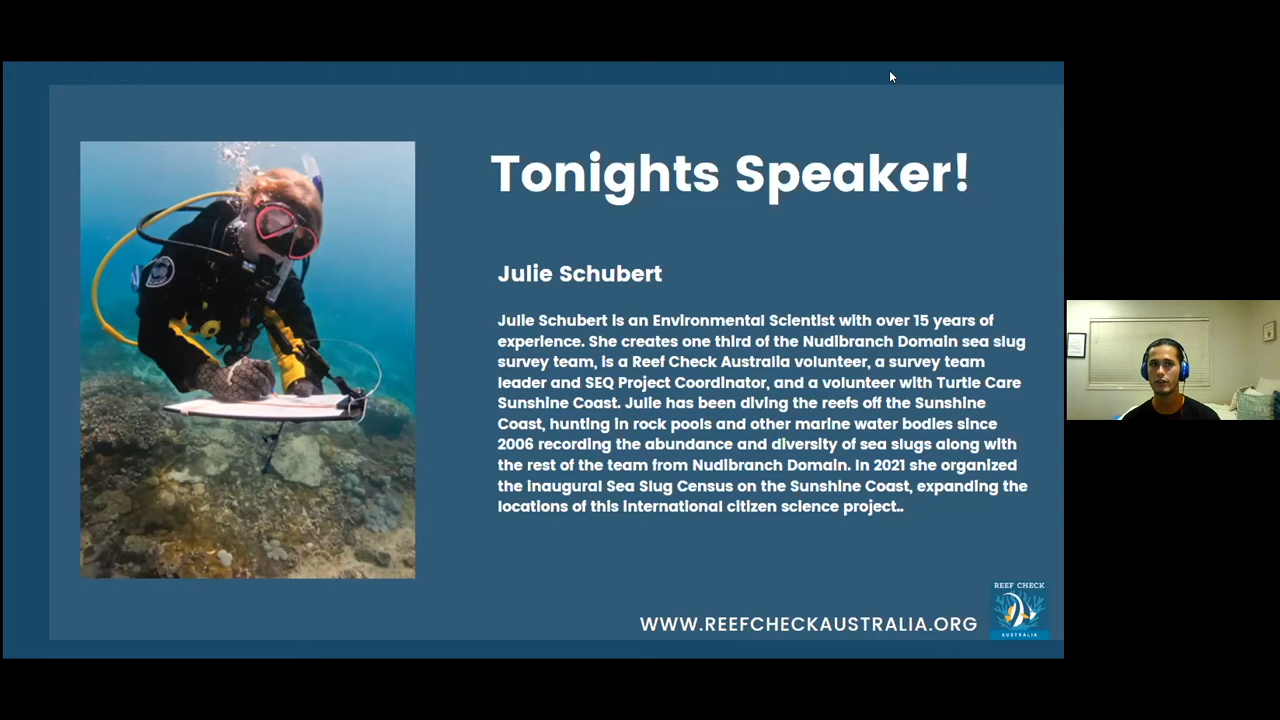 Tonights Speaker!
Julie Schubert
Julie Schubert is an Environmental Scientist with over 15 years of
experience. She creates one third of the Nudibranch Domain sea slug
survey team, is a Reef Check Australia volunteer, a survey team
leader and SEQ Project Coordinator, and a volunteer with Turtle Care
Sunshine Coast. Julie has been diving the reefs off the Sunshine
Coast, hunting in rock pools and other marine water bodies since
2006 recording the abundance and diversity of sea slugs along with
the rest of the team from Nudibranch Domain. In 2021 she organized
the inaugural Sea Slug Census on the Sunshine Coast, expanding the
locations of this international citizen science project..
WWW.REEFCHECKAUSTRALIA.ORG
REEF CHECK
AUSTRALIA